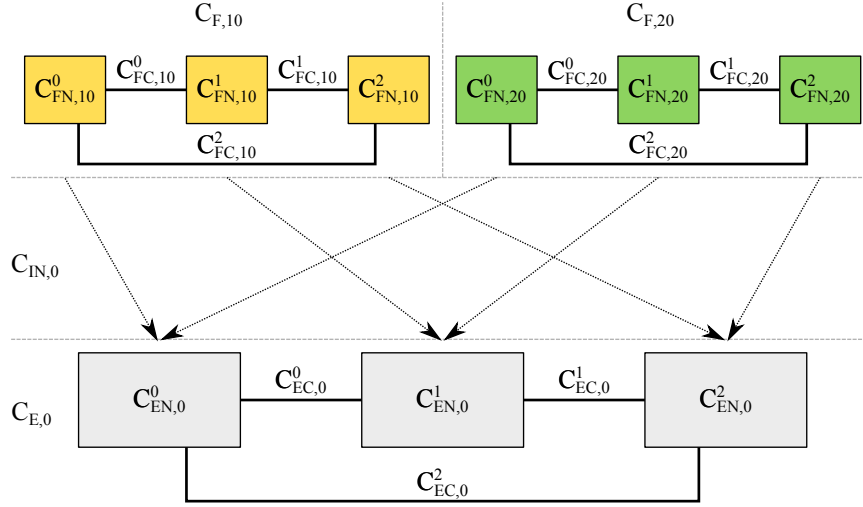 C_F,10 C_F,20
C^0_FC,10 C^1_FC,10 C^0_FC,20 C^1_FC,20
C^0_FN,10 C^1_FN,10 C^2_FN,10 C^0_FN,20 C^1_FN,20 C^2_FN,20
C^2_FC,10 C^2_FC,20
C_IN,0
C^0_EC,0 C^1_EC,0
C_E,0 C^0_EN,0 C^1_EN,0 C^2_EN,0
C^2_EC,0